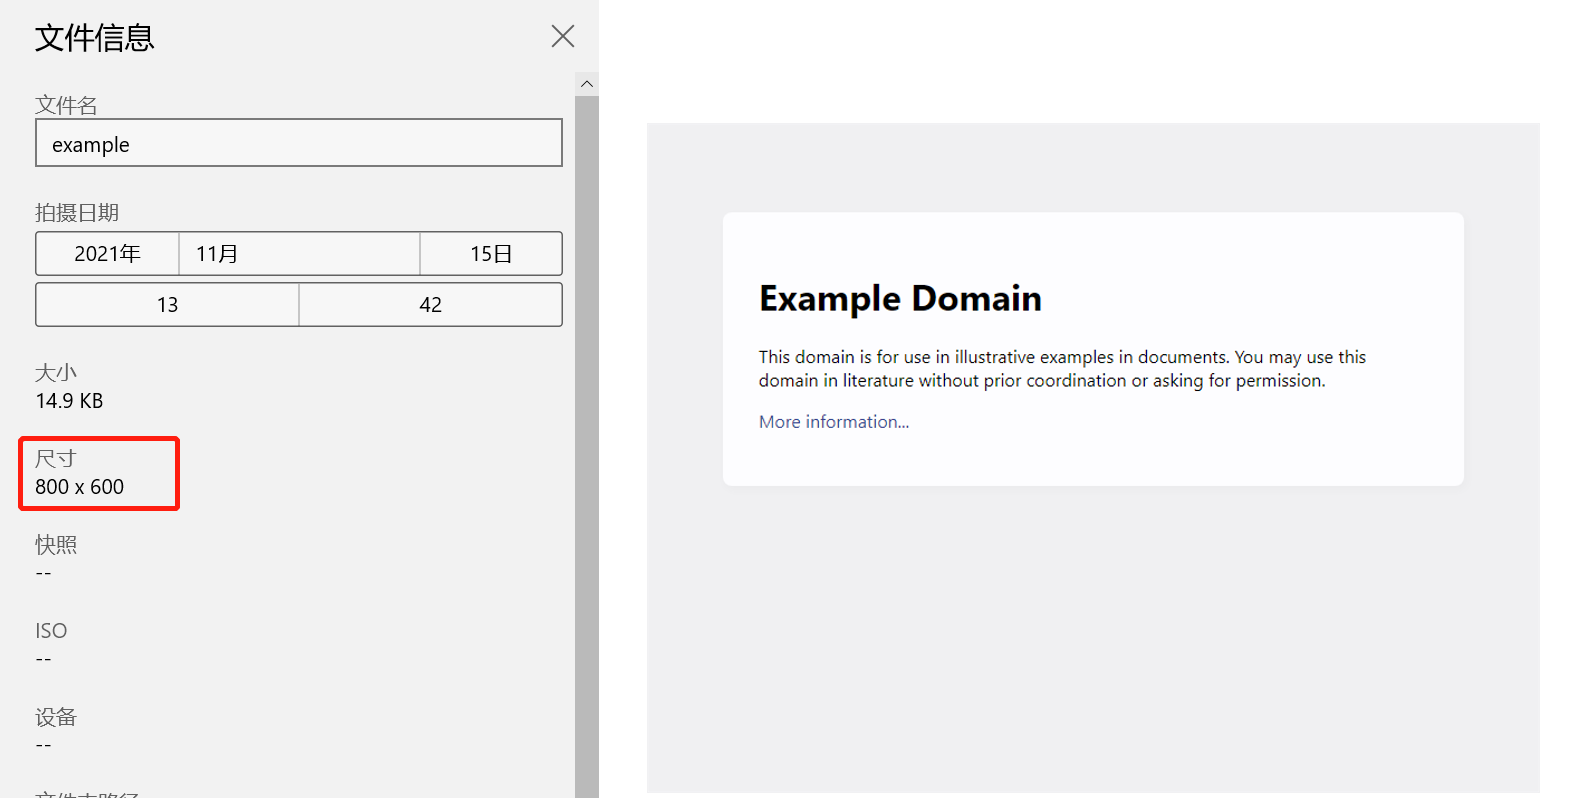 文件信息
文件名
example
拍摄日期
2021年 11月 15日
13 42
大小
14.9 KB
尺寸
800 x 600
快照
--
ISO
--
设备
--
Example Domain
This domain is for use in illustrative examples in documents. You may use this
domain in literature without prior coordination or asking for permission.
More information...